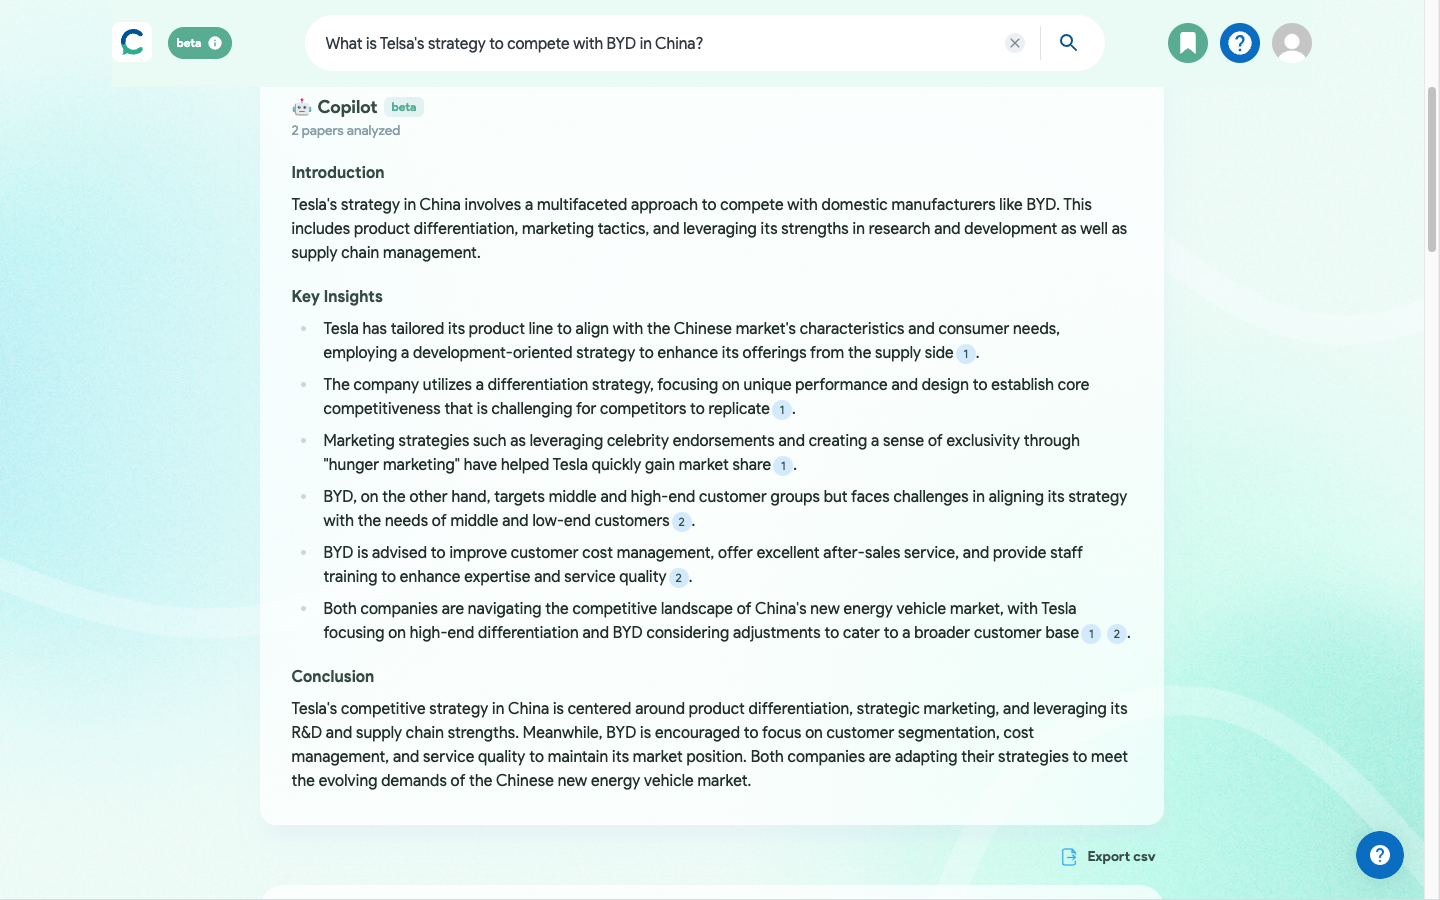 beta
What is Telsa's strategy to compete with BYD in China?
Copilot beta
2 papers analyzed
Introduction
Tesla's strategy in China involves a multifaceted approach to compete with domestic manufacturers like BYD. This
includes product differentiation, marketing tactics, and leveraging its strengths in research and development as well as
supply chain management.
Key Insights
Tesla has tailored its product line to align with the Chinese market's characteristics and consumer needs,
employing a development-oriented strategy to enhance its offerings from the supply side 1.
The company utilizes a differentiation strategy, focusing on unique performance and design to establish core
competitiveness that is challenging for competitors to replicate 1.
Marketing strategies such as leveraging celebrity endorsements and creating a sense of exclusivity through
"hunger marketing" have helped Tesla quickly gain market share 1.
BYD, on the other hand, targets middle and high-end customer groups but faces challenges in aligning its strategy
with the needs of middle and low-end customers 2.
BYD is advised to improve customer cost management, offer excellent after-sales service, and provide staff
training to enhance expertise and service quality 2.
Both companies are navigating the competitive landscape of China's new energy vehicle market, with Tesla
focusing on high-end differentiation and BYD considering adjustments to cater to a broader customer base 1 2.
Conclusion
Tesla's competitive strategy in China is centered around product differentiation, strategic marketing, and leveraging its
R&D and supply chain strengths. Meanwhile, BYD is encouraged to focus on customer segmentation, cost
management, and service quality to maintain its market position. Both companies are adapting their strategies to meet
the evolving demands of the Chinese new energy vehicle market.
Export csv